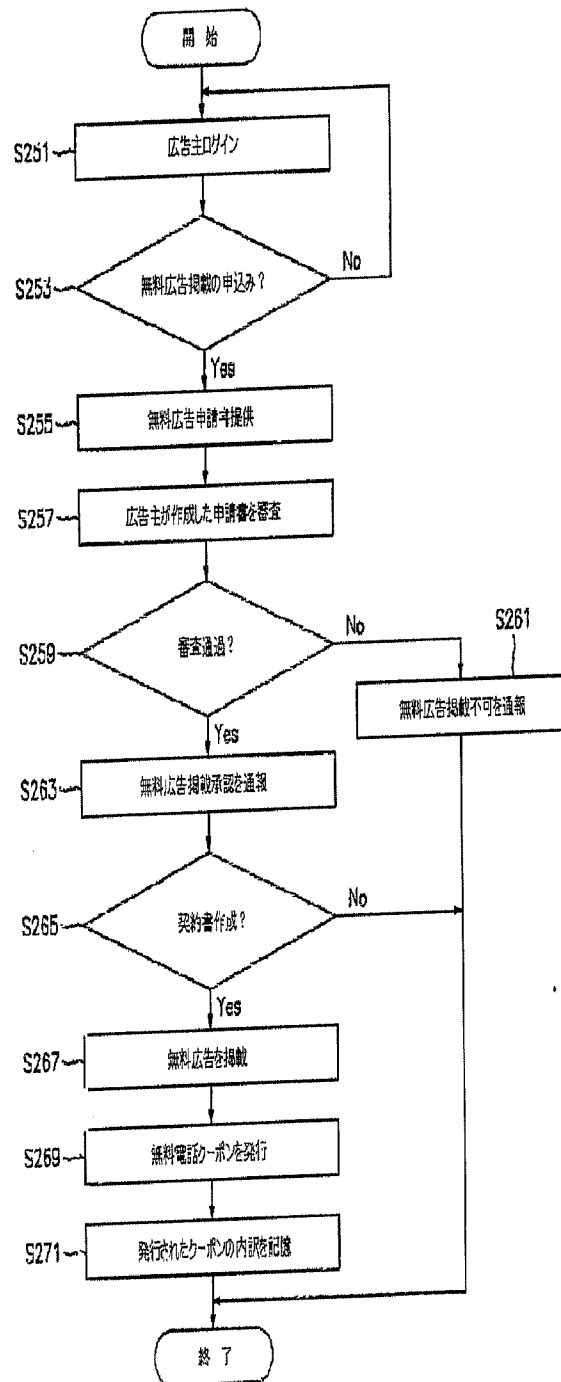 開始
S251
広告主ログイン
S253
無料広告掲載の申込み?
No
Yes
S255
無料広告申請書提供
S257
広告主が作成した申請書を審査
S259
審査通過?
No
S261
無料広告掲載不可を通報
Yes
S263
無料広告掲載承認を通報
S265
契約書作成?
No
Yes
S267
無料広告を掲載
S269
無料電話クーポンを発行
S271
発行されたクーポンの内訳を記憶
終了